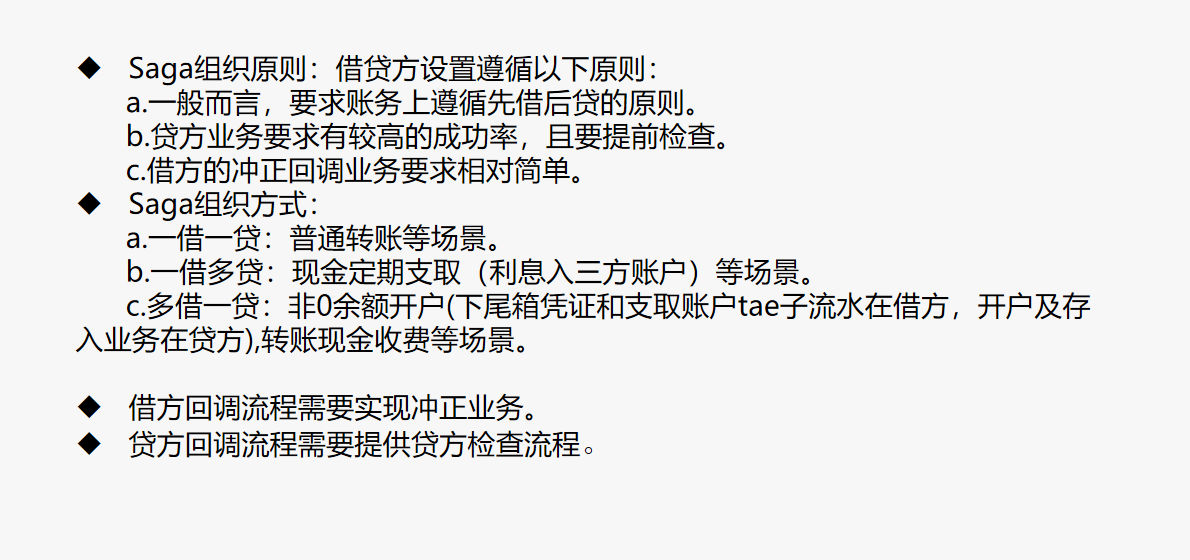 ◆ Saga组织原则：借贷方设置遵循以下原则：
a.一般而言，要求账务上遵循先借后贷的原则。
b.贷方业务要求有较高的成功率，且要提前检查。
c.借方的冲正回调业务要求相对简单。
◆ Saga组织方式：
a.一借一贷：普通转账等场景。
b.一借多贷：现金定期支取（利息入三方账户）等场景。
c.多借一贷：非0余额开户(下尾箱凭证和支取账户tae子流水在借方，开户及存
入业务在贷方),转账现金收费等场景。
◆ 借方回调流程需要实现冲正业务。
◆ 贷方回调流程需要提供贷方检查流程。